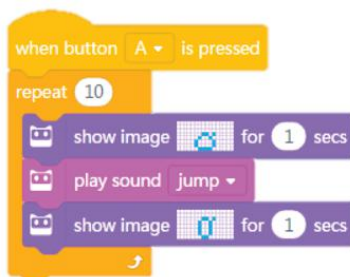 when button A is pressed
repeat 10
show image for 1 secs
play sound jump
show image for 1 secs